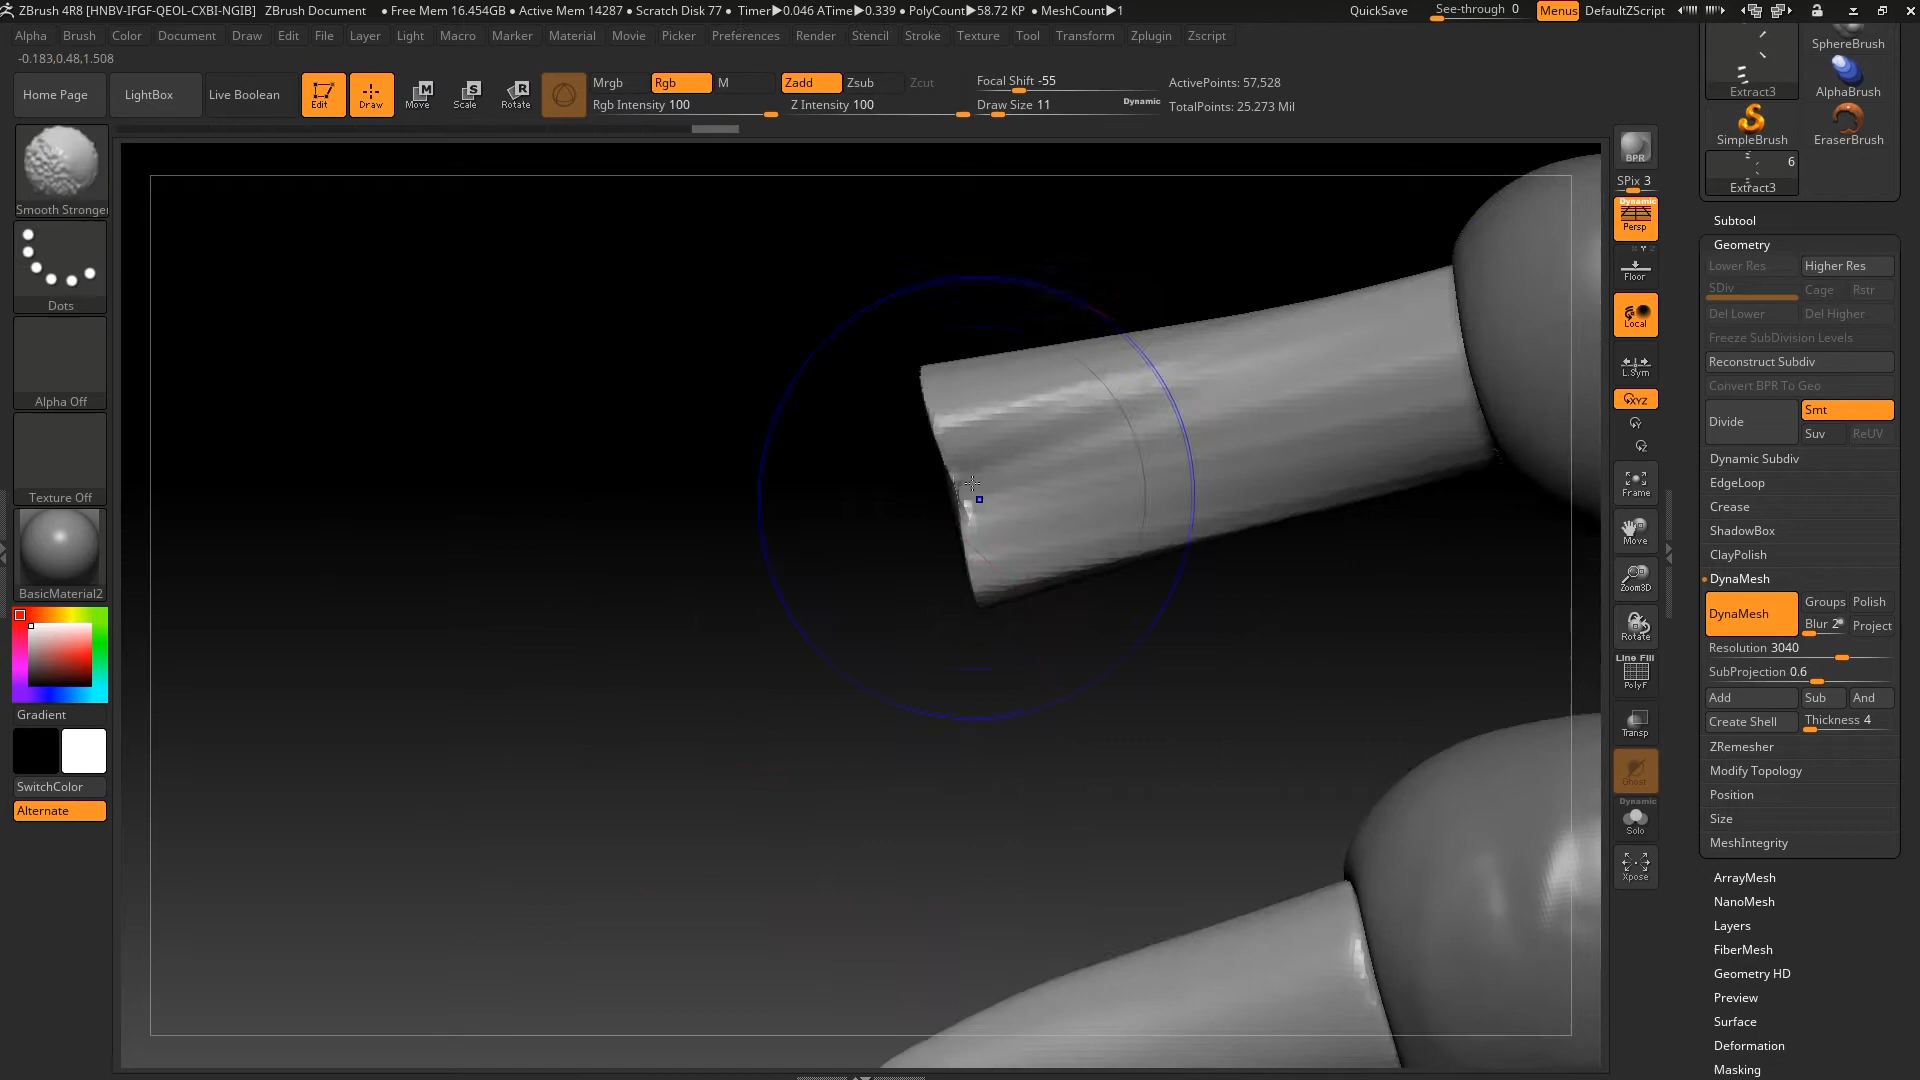 ZBrush 4R8 [HNBV-IFGF-QEOL-CXBI-NGIB] ZBrush Document • Free Mem 16.454GB • Active Mem 14287 • Scratch Disk 77 • Timer▶0.046 ATime▶0.339 • PolyCount▶58.72 KP • MeshCount▶1 QuickSave See-through 0 Menus DefaultZScript
Alpha Brush Color Document Draw Edit File Layer Light Macro Marker Material Movie Picker Preferences Render Stencil Stroke Texture Tool Transform Zplugin Zscript
-0.183,0.48,1.508
Home Page LightBox Live Boolean Edit Draw Move Scale Rotate
M S R
Mrgb Rgb M Zadd Zsub Zcut Focal Shift -55 ActivePoints: 57,528
Rgb Intensity 100 Z Intensity 100 Draw Size 11 Dynamic TotalPoints: 25.273 Mil
Smooth Stronger
Dots
Alpha Off
Texture Off
BasicMaterial2
Gradient
SwitchColor
Alternate
BPR
SPix 3
Dynamic
Persp
Floor
Local
L.Sym
XYZ
Y
Z
Frame
Move
Zoom3D
Rotate
Line Fill
PolyF
Transp
Ghost
Dynamic
Solo
Xpose
SphereBrush
Extract3 AlphaBrush
SimpleBrush EraserBrush
6
Extract3
Subtool
Geometry
Lower Res Higher Res
SDiv Cage Rstr
Del Lower Del Higher
Freeze SubDivision Levels
Reconstruct Subdiv
Convert BPR To Geo
Divide Smt
Suv ReUV
Dynamic Subdiv
EdgeLoop
Crease
ShadowBox
ClayPolish
DynaMesh
DynaMesh Groups Polish
Blur 2 Project
Resolution 3040
SubProjection 0.6
Add Sub And
Create Shell Thickness 4
ZRemesher
Modify Topology
Position
Size
MeshIntegrity
ArrayMesh
NanoMesh
Layers
FiberMesh
Geometry HD
Preview
Surface
Deformation
Masking